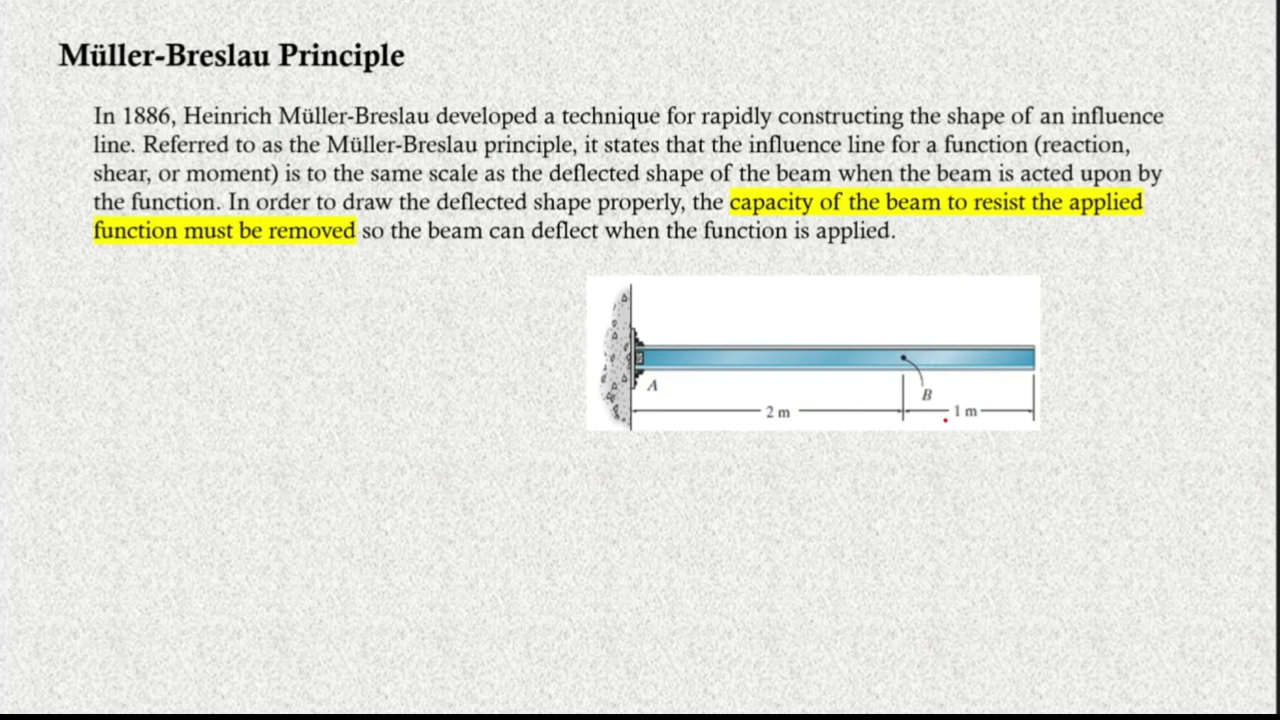 Müller-Breslau Principle
In 1886, Heinrich Müller-Breslau developed a technique for rapidly constructing the shape of an influence
line. Referred to as the Müller-Breslau principle, it states that the influence line for a function (reaction,
shear, or moment) is to the same scale as the deflected shape of the beam when the beam is acted upon by
the function. In order to draw the deflected shape properly, the capacity of the beam to resist the applied
function must be removed so the beam can deflect when the function is applied.
A
B
2 m
1 m